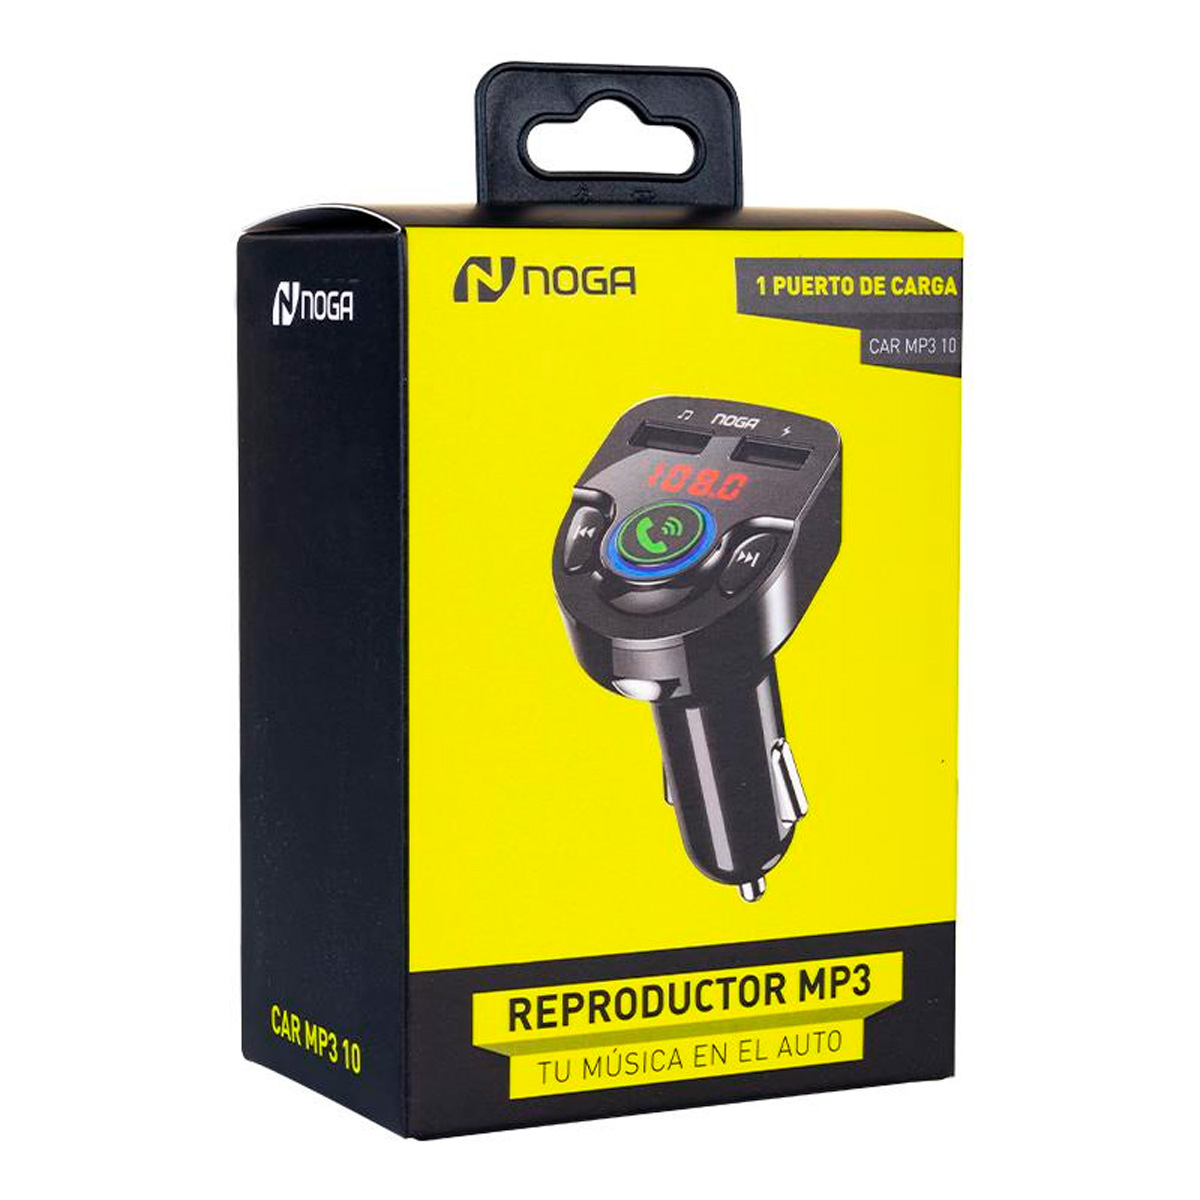 NOGA
NOGA
1 PUERTO DE CARGA
CAR MP3 10
NOGA
108.0
REPRODUCTOR MP3
TU MÚSICA EN EL AUTO
CAR MP3 10